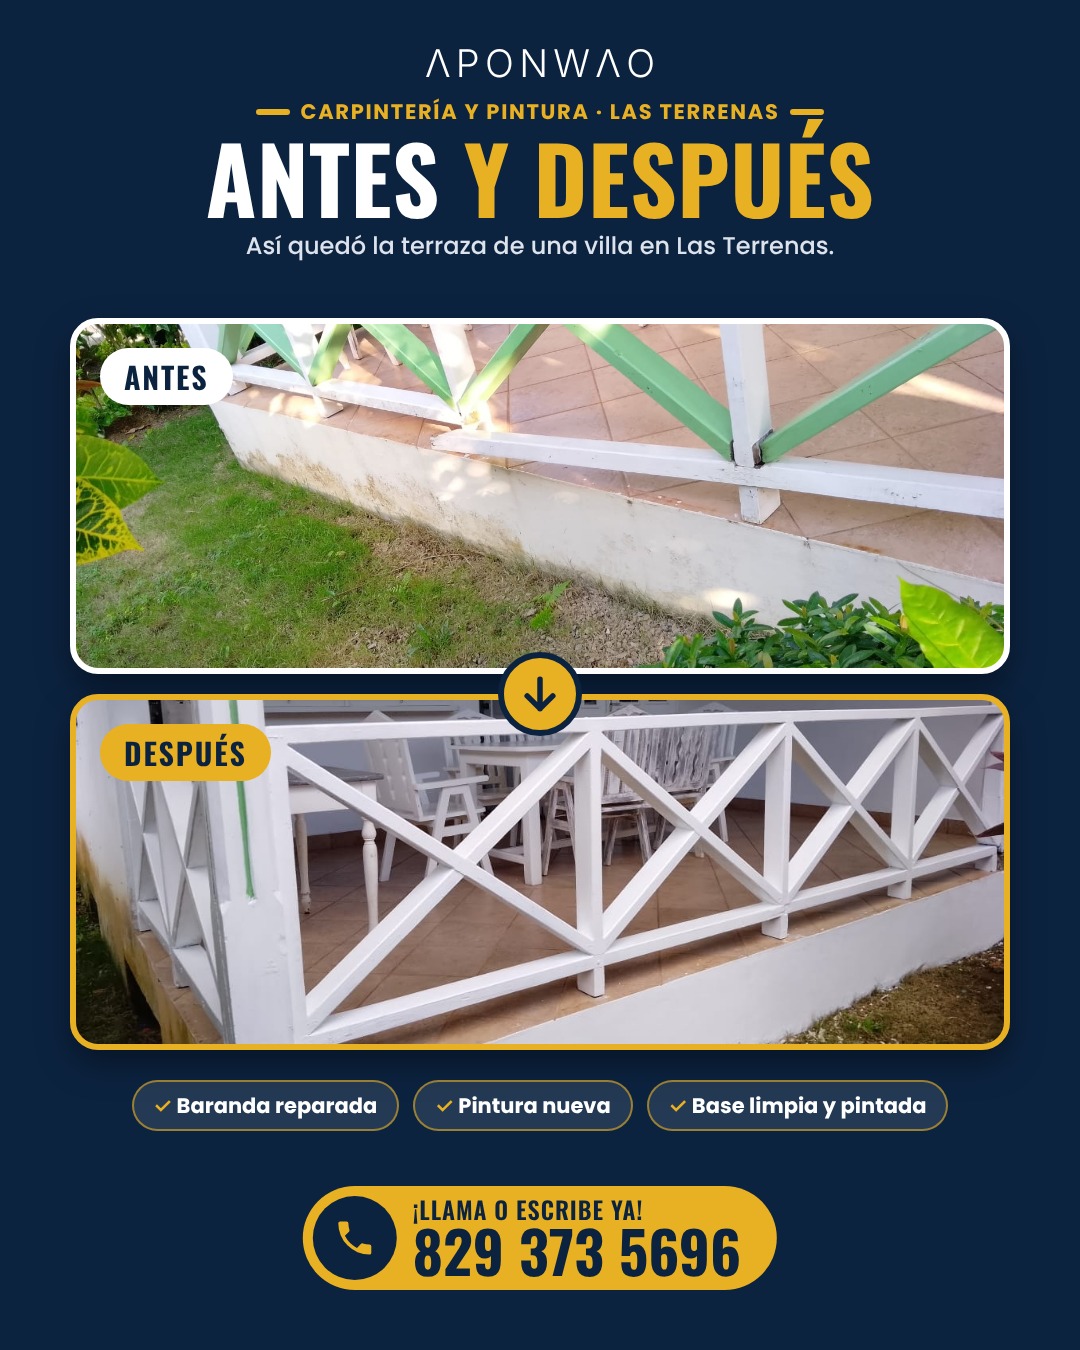 APONWAO
CARPINTERÍA Y PINTURA · LAS TERRENAS
ANTES Y DESPUÉS
Así quedó la terraza de una villa en Las Terrenas.
ANTES
DESPUÉS
Baranda reparada
Pintura nueva
Base limpia y pintada
¡LLAMA O ESCRIBE YA!
829 373 5696